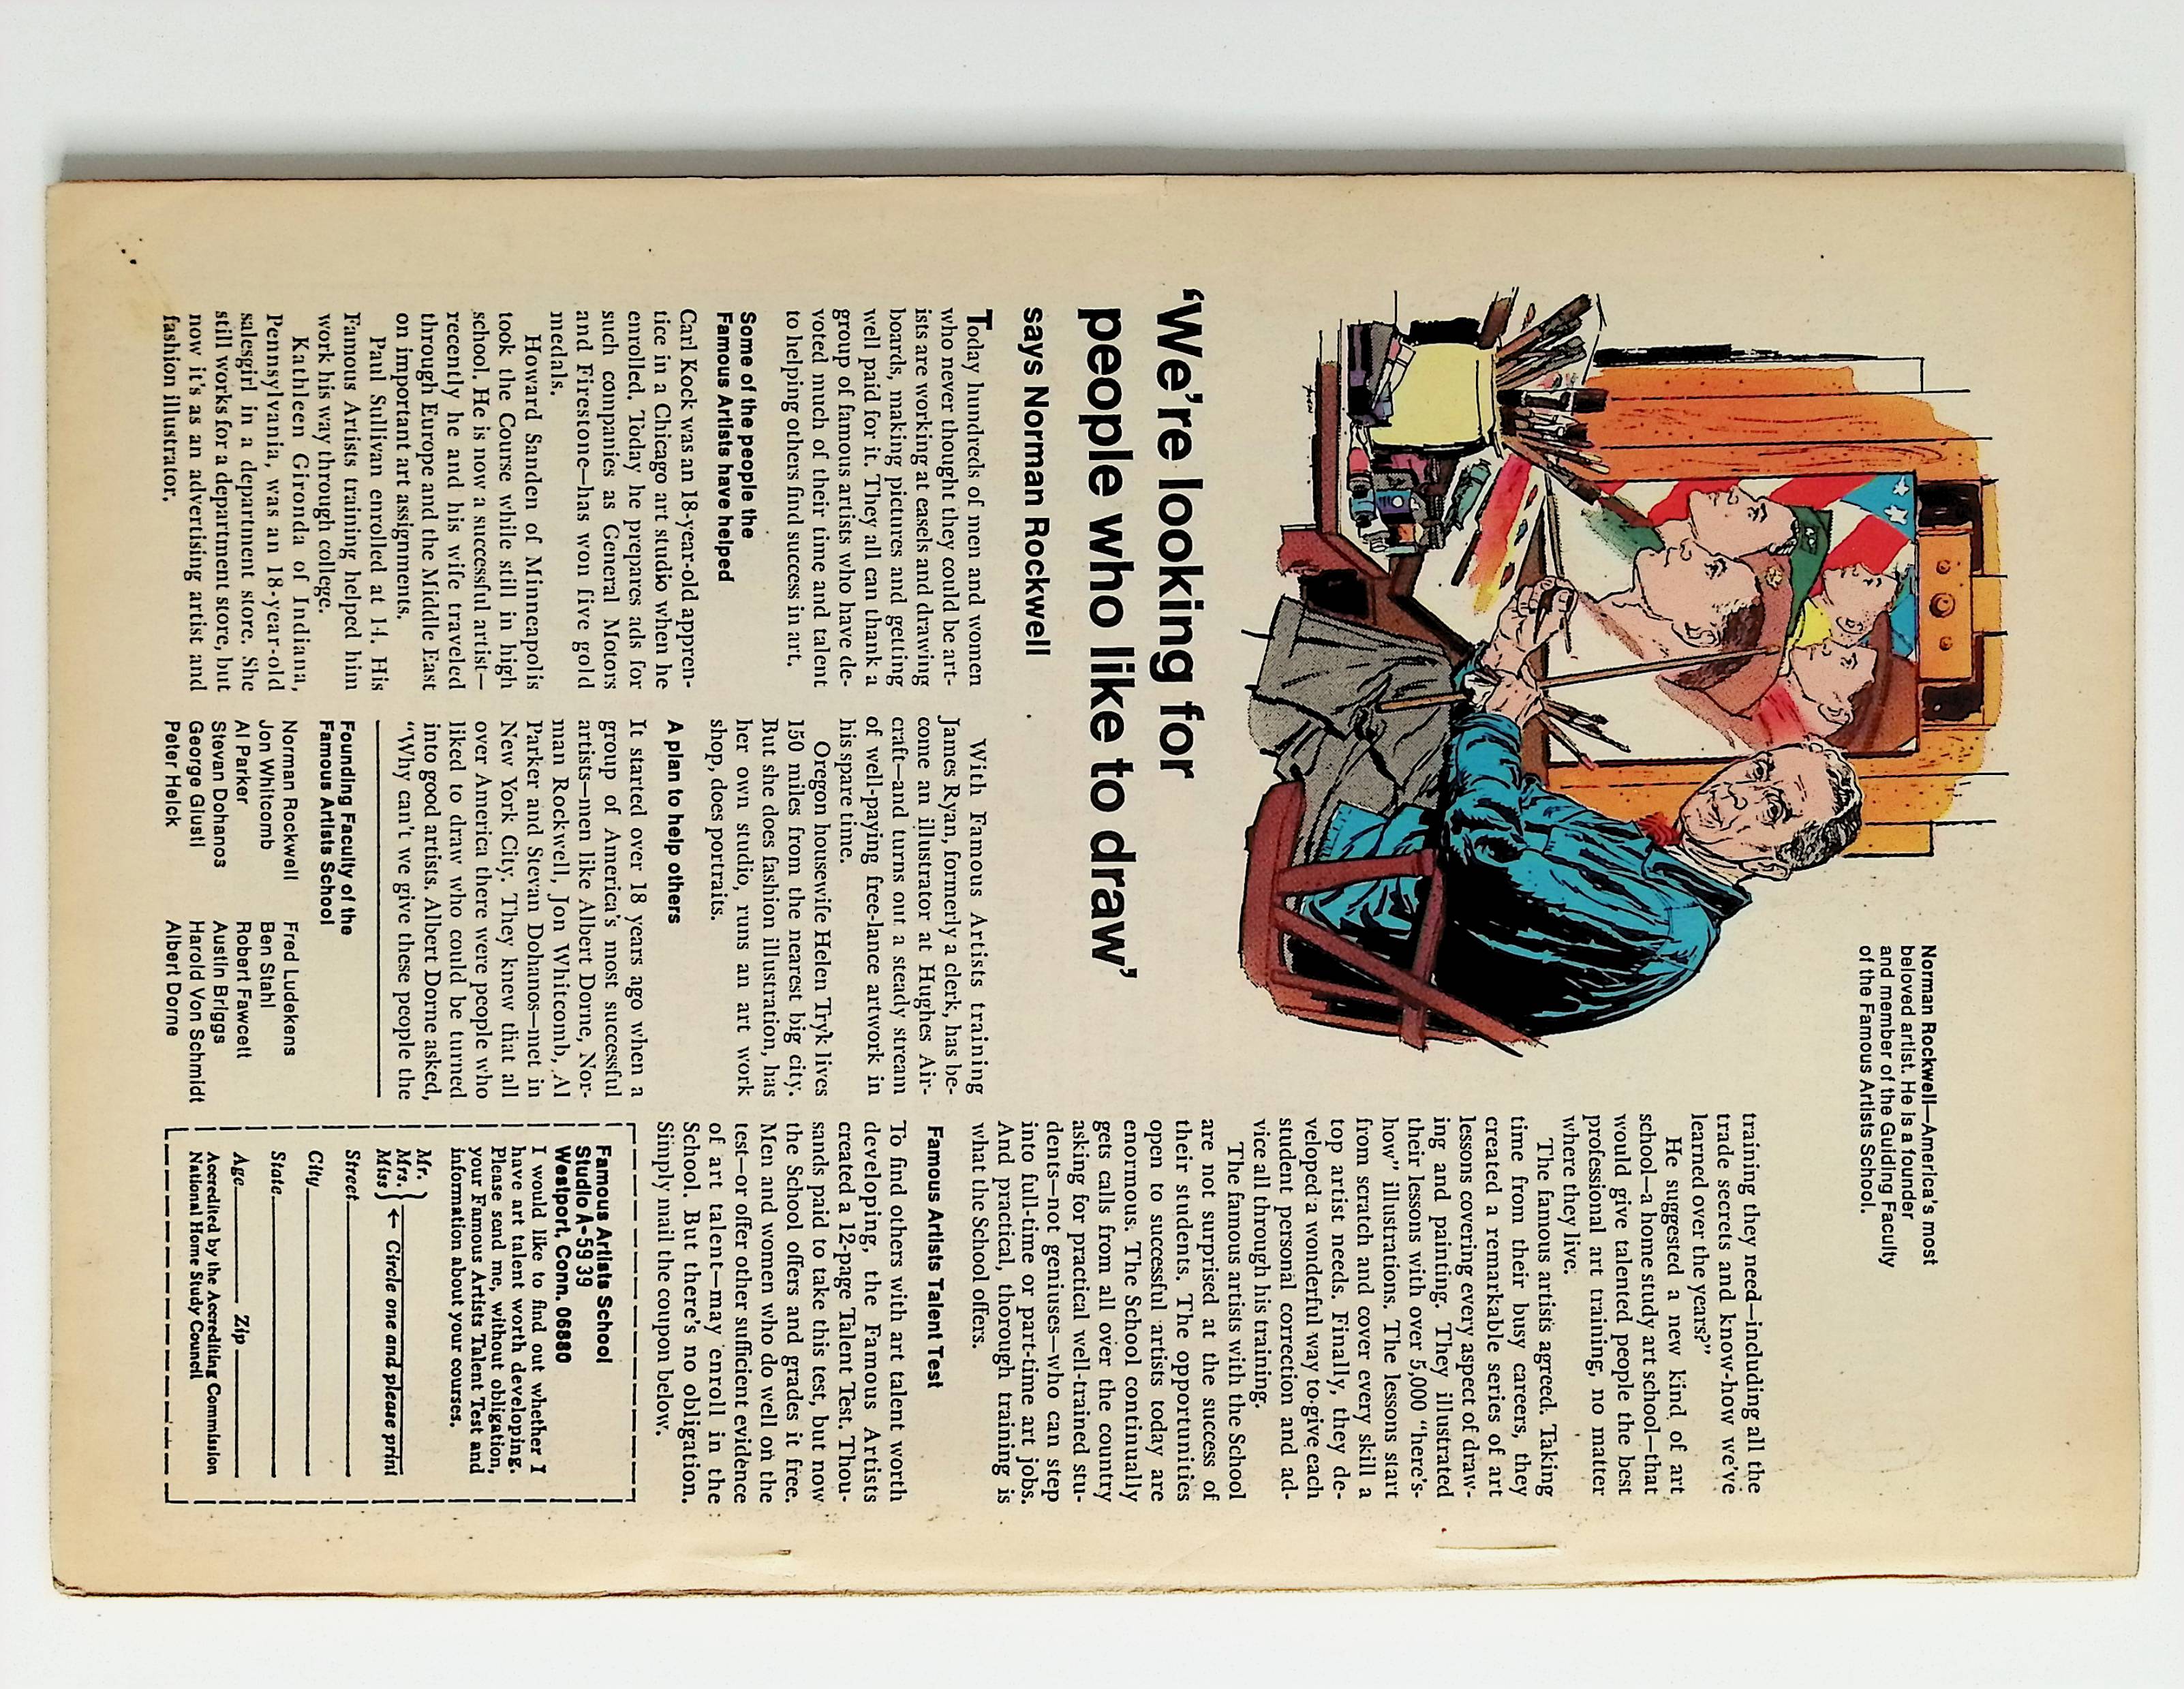 Norman Rockwell—America's most
beloved artist. He is a founder
and member of the Guiding Faculty
of the Famous Artists School.
'We're looking for
people who like to draw'
says Norman Rockwell
Today hundreds of men and women
who never thought they could be art-
ists are working at easels and drawing
boards, making pictures and getting
well paid for it. They all can thank a
group of famous artists who have de-
voted much of their time and talent
to helping others find success in art.
Some of the people the
Famous Artists have helped
Carl Kock was an 18-year-old appren-
tice in a Chicago art studio when he
enrolled. Today he prepares ads for
such companies as General Motors
and Firestone—has won five gold
medals.
Howard Sanden of Minneapolis
took the Course while still in high
school. He is now a successful artist—
recently he and his wife traveled
through Europe and the Middle East
on important art assignments.
Paul Sullivan enrolled at 14. His
Famous Artists training helped him
work his way through college.
Kathleen Gironda of Indiana,
Pennsylvania, was an 18-year-old
salesgirl in a department store. She
still works for a department store, but
now it's as an advertising artist and
fashion illustrator.
With Famous Artists training
James Ryan, formerly a clerk, has be-
come an illustrator at Hughes Air-
craft—and turns out a steady stream
of well-paying free-lance artwork in
his spare time.
Oregon housewife Helen Tryk lives
150 miles from the nearest big city.
But she does fashion illustration, has
her own studio, runs an art work
shop, does portraits.
A plan to help others
It started over 18 years ago when a
group of America's most successful
artists—men like Albert Dorne, Nor-
man Rockwell, Jon Whitcomb, Al
Parker and Stevan Dohanos—met in
New York City. They knew that all
over America there were people who
liked to draw who could be turned
into good artists. Albert Dorne asked,
"Why can't we give these people the
Founding Faculty of the
Famous Artists School
Norman Rockwell
Jon Whitcomb
Al Parker
Stevan Dohanos
George Giusti
Peter Helck
Fred Ludekens
Ben Stahl
Robert Fawcett
Austin Briggs
Harold Von Schmidt
Albert Dorne
training they need—including all the
trade secrets and know-how we've
learned over the years?"
He suggested a new kind of art
school—a home study art school—that
would give talented people the best
professional art training, no matter
where they live.
The famous artists agreed. Taking
time from their busy careers, they
created a remarkable series of art
lessons covering every aspect of draw-
ing and painting. They illustrated
their lessons with over 5,000 "here's-
how" illustrations. The lessons start
from scratch and cover every skill a
top artist needs. Finally, they de-
veloped a wonderful way to give each
student personal correction and ad-
vice all through his training.
The famous artists with the School
are not surprised at the success of
their students. The opportunities
open to successful artists today are
enormous. The School continually
gets calls from all over the country
asking for practical well-trained stu-
dents—not geniuses—who can step
into full-time or part-time art jobs.
And practical, thorough training is
what the School offers.
Famous Artists Talent Test
To find others with art talent worth
developing, the Famous Artists
created a 12-page Talent Test. Thou-
sands paid to take this test, but now
the School offers and grades it free.
Men and women who do well on the
test—or offer other sufficient evidence
of art talent—may enroll in the
School. But there's no obligation.
Simply mail the coupon below.
Famous Artists School
Studio A-5939
Westport, Conn. 06880
I would like to find out whether I
have art talent worth developing.
Please send me, without obligation,
your Famous Artists Talent Test and
information about your courses.
Mr.
Mrs.
Miss
← Circle one and please print
Street
City
State
Age Zip
Accredited by the Accrediting Commission
National Home Study Council